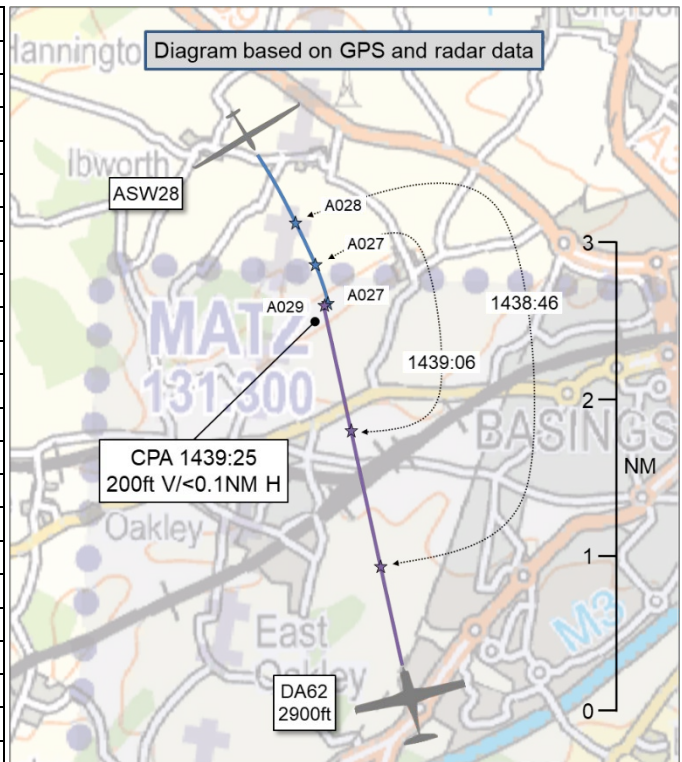 Hannington
Diagram based on GPS and radar data
Ibworth
ASW28
A028
A027
A029
A027
1438:46
1439:06
MATZ
131.300
CPA 1439:25
200ft V/<0.1NM H
BASINGS
Oakley
East
Oakley
M3
DA62
2900ft
3
2
NM
1
0